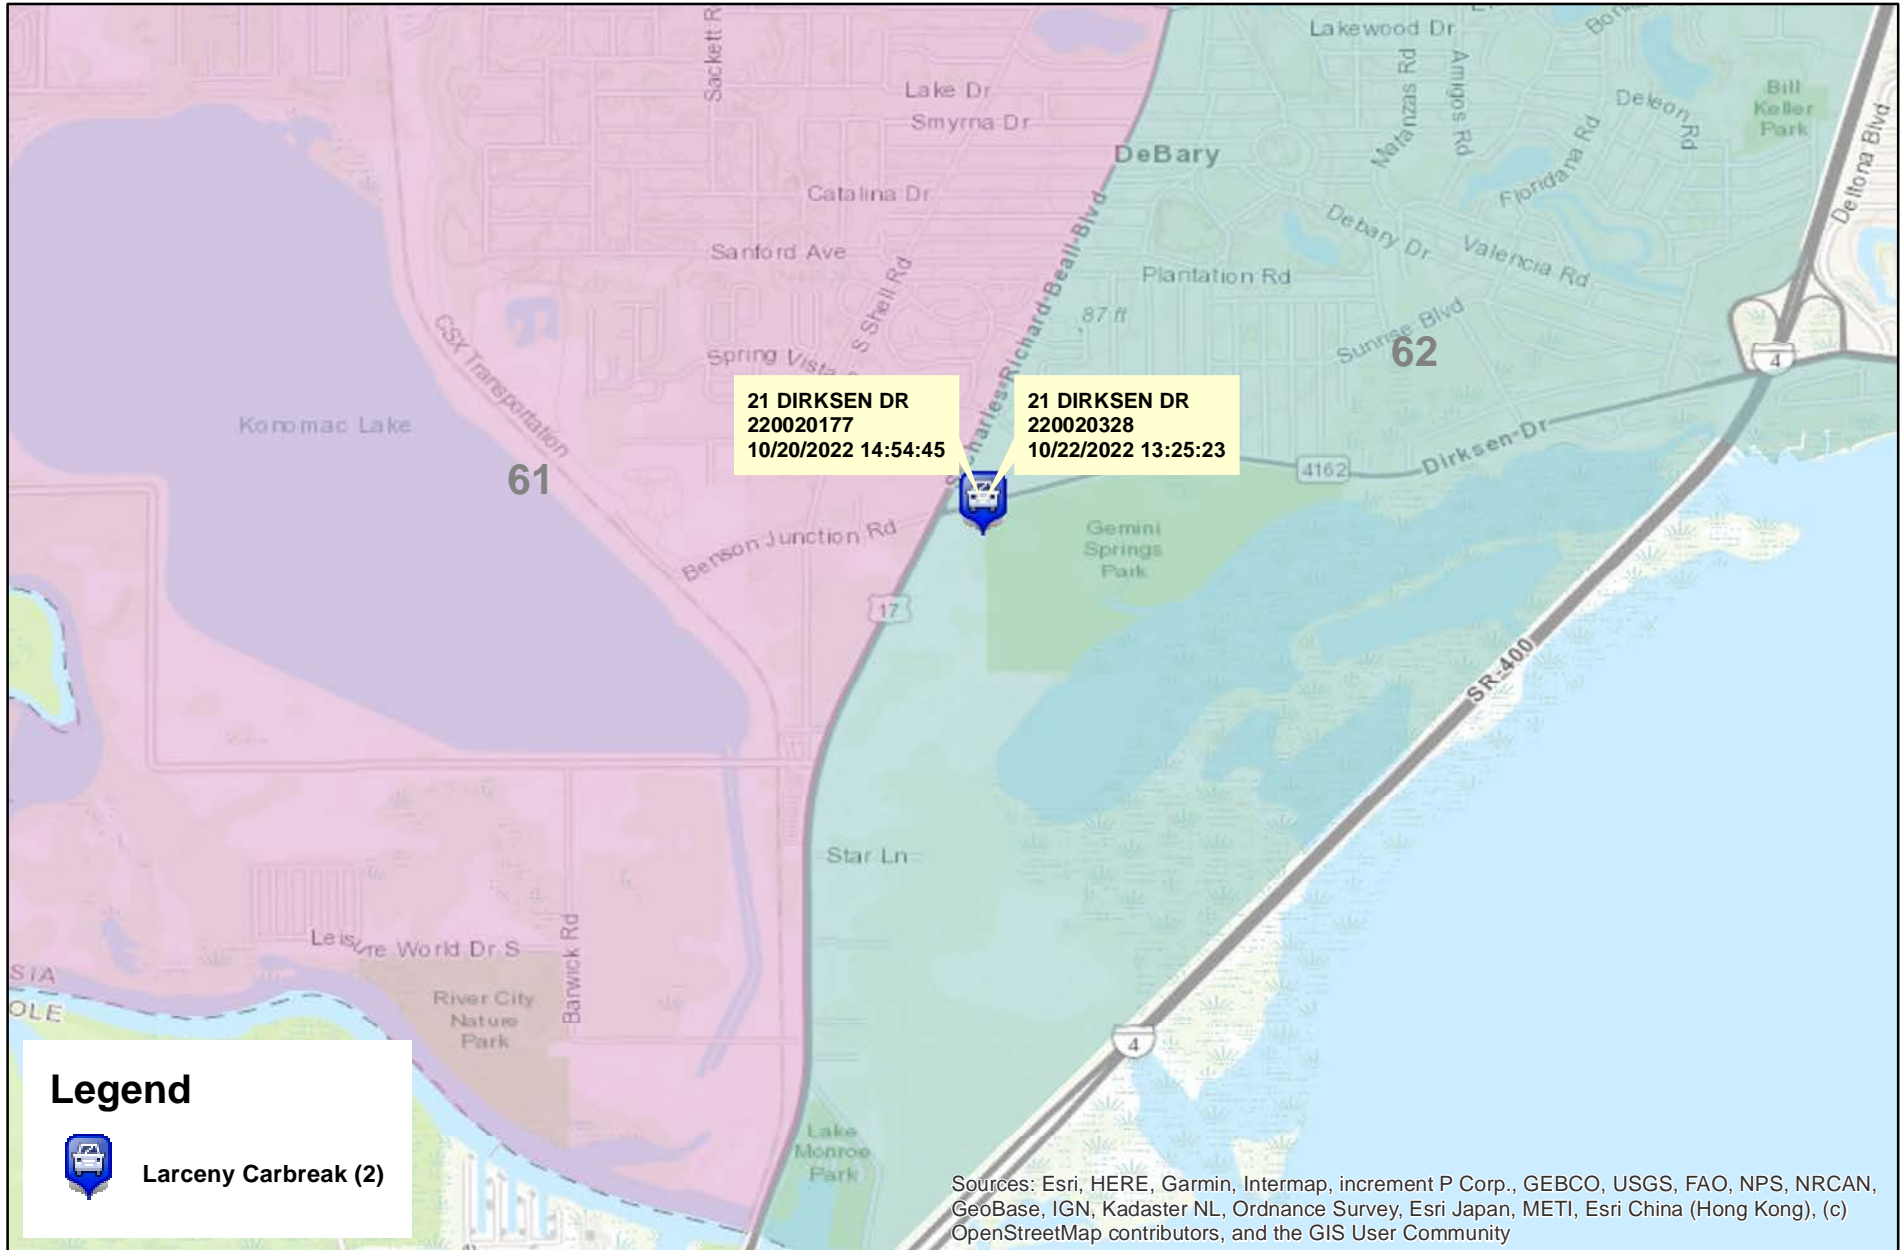 Sackett R
Lakewood Dr
Lake Dr
Smyrna Dr
Matanzas Rd
Amigos Rd
Deleon Rd
Bill
Keller
Park
Deltona Blvd
DeBary
Floridana Rd
Catalina Dr
Debary Dr
Valencia Rd
Sanford Ave
S Shell Rd
Plantation Rd
87 ft
Sunrise Blvd
62
4
CSX Transportation
Spring Vista
S Charles Richard Beall Blvd
21 DIRKSEN DR
220020177
10/20/2022 14:54:45
21 DIRKSEN DR
220020328
10/22/2022 13:25:23
Konomac Lake
61
4162
Dirksen Dr
Benson Junction Rd
Gemini
Springs
Park
17
SR-400
Star Ln
Leisure World Dr S
Barwick Rd
SIA
OLE
River City
Nature
Park
4
Lake
Monroe
Park
Legend
Larceny Carbreak (2)
Sources: Esri, HERE, Garmin, Intermap, increment P Corp., GEBCO, USGS, FAO, NPS, NRCAN,
GeoBase, IGN, Kadaster NL, Ordnance Survey, Esri Japan, METI, Esri China (Hong Kong), (c)
OpenStreetMap contributors, and the GIS User Community